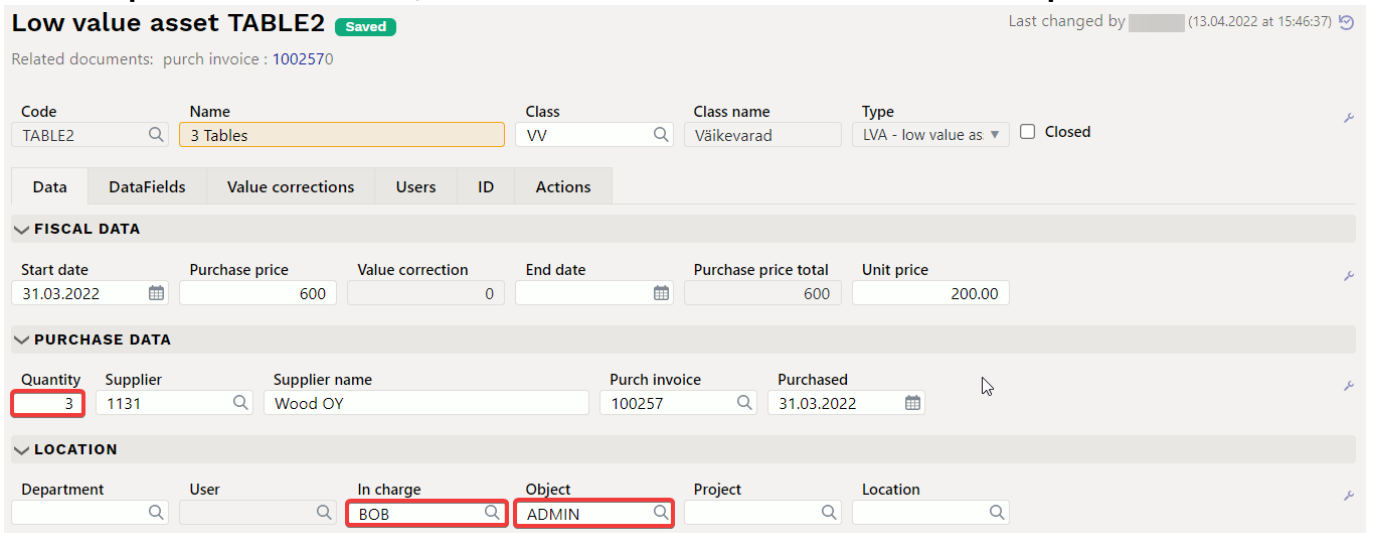 Low value asset TABLE2 Saved Last changed by (13.04.2022 at 15:46:37)
Related documents: purch invoice : 1002570
Code Name Class Class name Type
TABLE2 3 Tables VV Väikevarad LVA - low value as Closed
Data DataFields Value corrections Users ID Actions
FISCAL DATA
Start date Purchase price Value correction End date Purchase price total Unit price
31.03.2022 600 0 600 200.00
PURCHASE DATA
Quantity Supplier Supplier name Purch invoice Purchased
3 1131 Wood OY 100257 31.03.2022
LOCATION
Department User In charge Object Project Location
BOB ADMIN